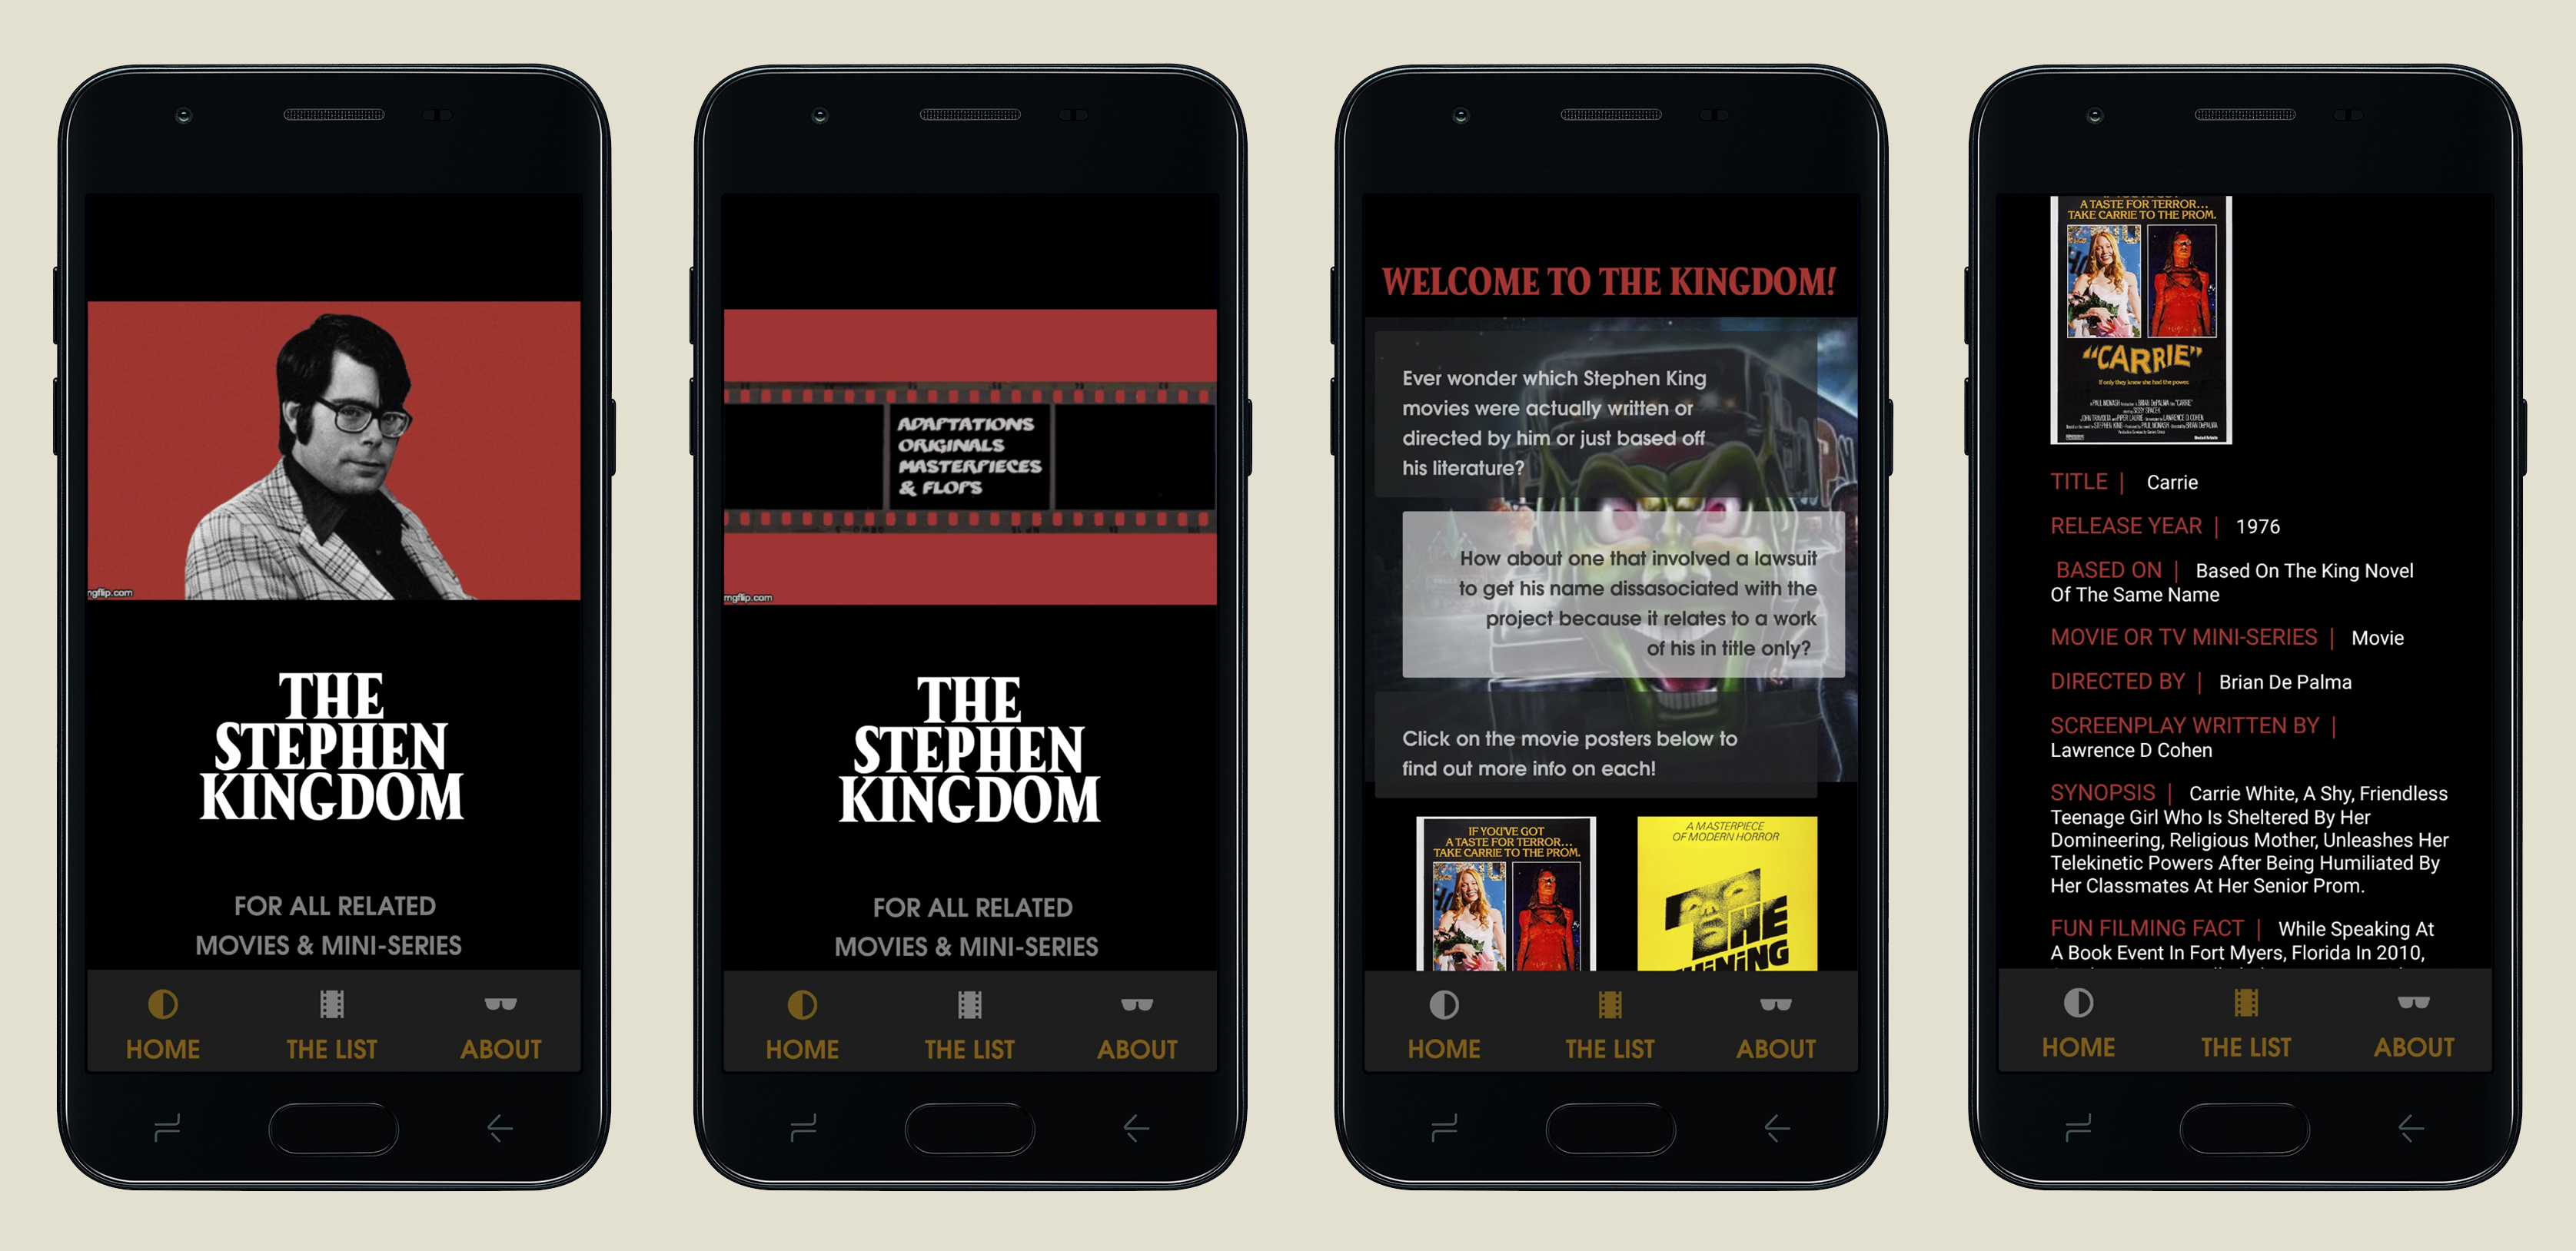 imgflip.com
THE
STEPHEN
KINGDOM
FOR ALL RELATED
MOVIES & MINI-SERIES
HOME THE LIST ABOUT
ADAPTATIONS
ORIGINALS
MASTERPIECES
& FLOPS
imgflip.com
THE
STEPHEN
KINGDOM
FOR ALL RELATED
MOVIES & MINI-SERIES
HOME THE LIST ABOUT
WELCOME TO THE KINGDOM!
Ever wonder which Stephen King
movies were actually written or
directed by him or just based off
his literature?
How about one that involved a lawsuit
to get his name dissasociated with the
project because it relates to a work
of his in title only?
Click on the movie posters below to
find out more info on each!
IF YOU'VE GOT
A TASTE FOR TERROR...
TAKE CARRIE TO THE PROM.
A MASTERPIECE
OF MODERN HORROR
THE
SHiNiNG
HOME THE LIST ABOUT
A TASTE FOR TERROR...
TAKE CARRIE TO THE PROM.
"CARRIE"
If only they knew she had the power.
TITLE | Carrie
RELEASE YEAR | 1976
BASED ON | Based On The King Novel
Of The Same Name
MOVIE OR TV MINI-SERIES | Movie
DIRECTED BY | Brian De Palma
SCREENPLAY WRITTEN BY |
Lawrence D Cohen
SYNOPSIS | Carrie White, A Shy, Friendless
Teenage Girl Who Is Sheltered By Her
Domineering, Religious Mother, Unleashes Her
Telekinetic Powers After Being Humiliated By
Her Classmates At Her Senior Prom.
FUN FILMING FACT | While Speaking At
A Book Event In Fort Myers, Florida In 2010,
HOME THE LIST ABOUT